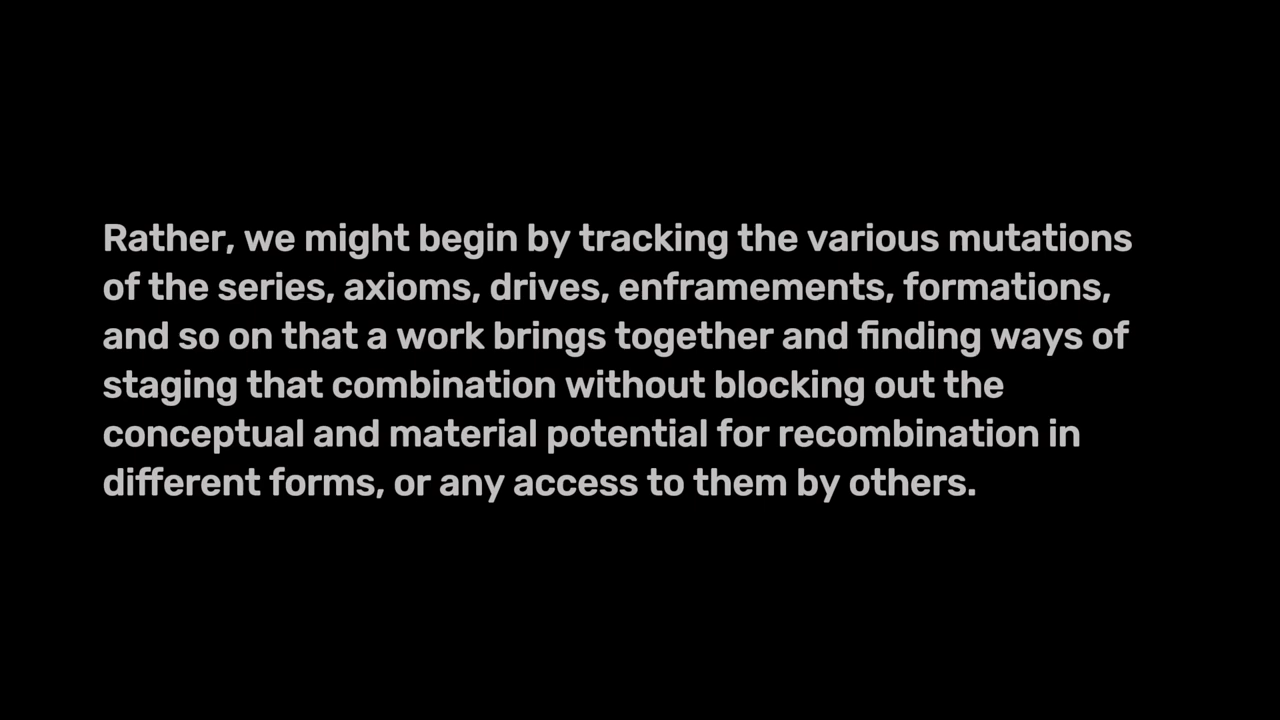 Rather, we might begin by tracking the various mutations
of the series, axioms, drives, enframements, formations,
and so on that a work brings together and finding ways of
staging that combination without blocking out the
conceptual and material potential for recombination in
different forms, or any access to them by others.